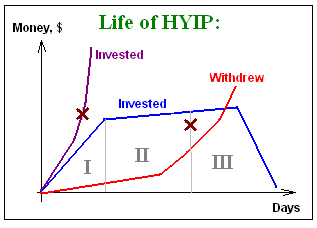 Life of HYIP:
Money, $
Invested
Withdrew
Invested
I
II
III
Days